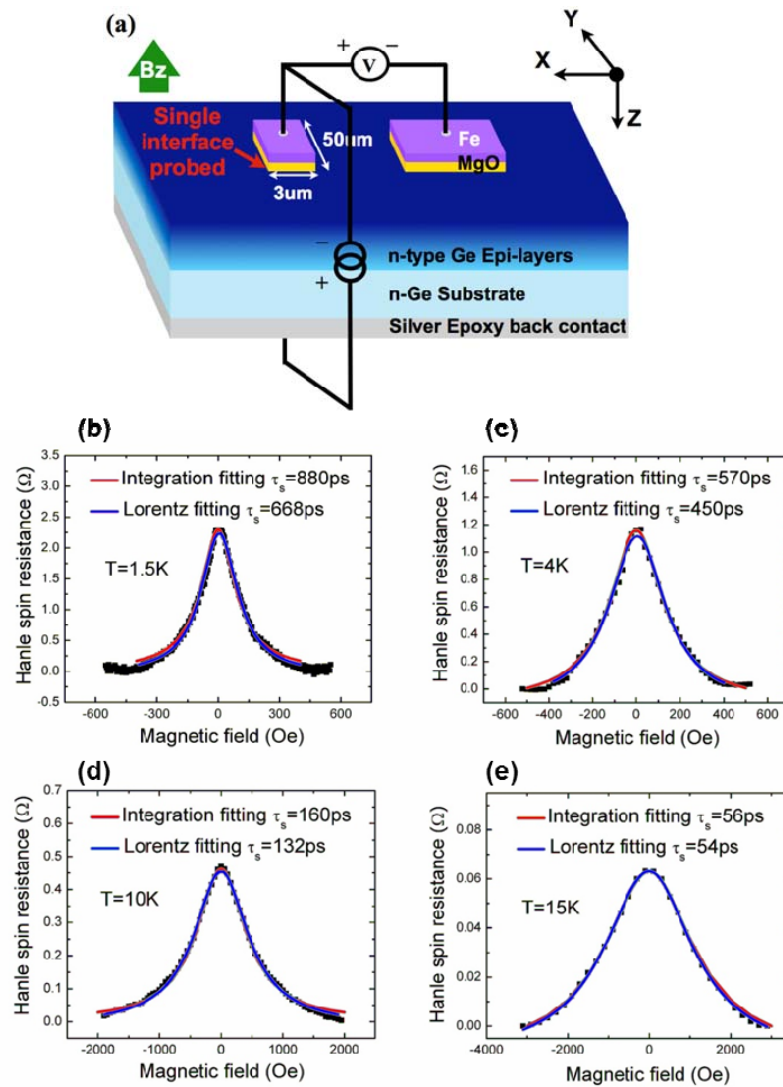 (a)
Bz
+ V −
Y
X
Z
Single
interface
probed
50um
3um
Fe
MgO
−
+
n-type Ge Epi-layers
n-Ge Substrate
Silver Epoxy back contact
(b)
Hanle spin resistance (Ω)
3.5
3.0
2.5
2.0
1.5
1.0
0.5
0.0
-0.5
Integration fitting τs=880ps
Lorentz fitting τs=668ps
T=1.5K
-600 -300 0 300 600
Magnetic field (Oe)
(c)
Hanle spin resistance (Ω)
1.6
1.4
1.2
1.0
0.8
0.6
0.4
0.2
0.0
Integration fitting τs=570ps
Lorentz fitting τs=450ps
T=4K
-600 -400 -200 0 200 400 600
Magnetic field (Oe)
(d)
Hanle spin resistance (Ω)
0.7
0.6
0.5
0.4
0.3
0.2
0.1
0.0
Integration fitting τs=160ps
Lorentz fitting τs=132ps
T=10K
-2000 -1000 0 1000 2000
Magnetic field (Oe)
(e)
Hanle spin resistance (Ω)
0.08
0.06
0.04
0.02
0.00
Integration fitting τs=56ps
Lorentz fitting τs=54ps
T=15K
-4000 -2000 0 2000
Magnetic field (Oe)